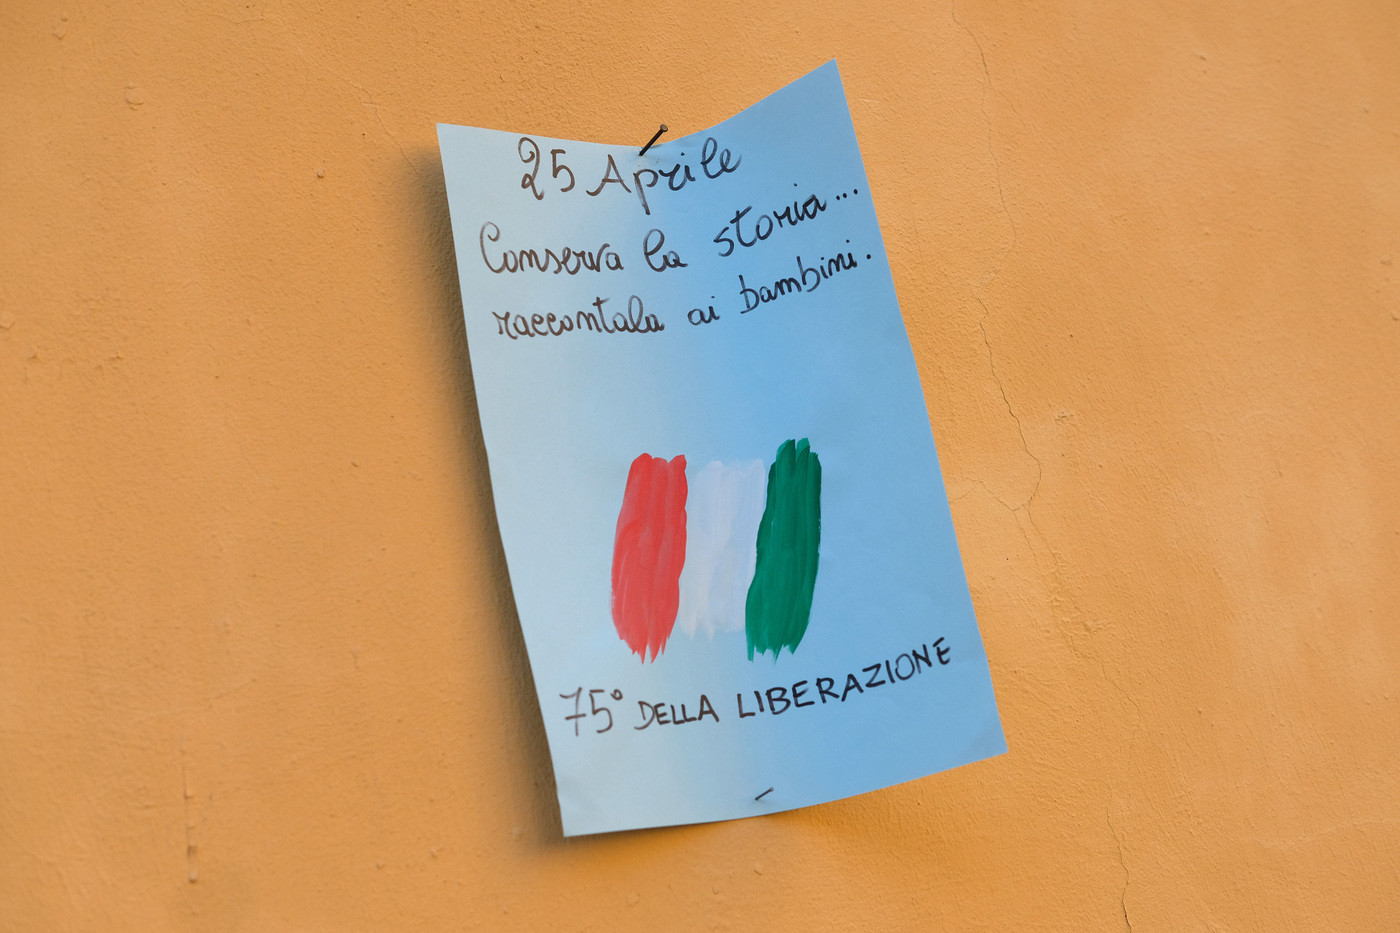 25 Aprile
Conserva la storia...
raccontala ai bambini.
75° DELLA LIBERAZIONE